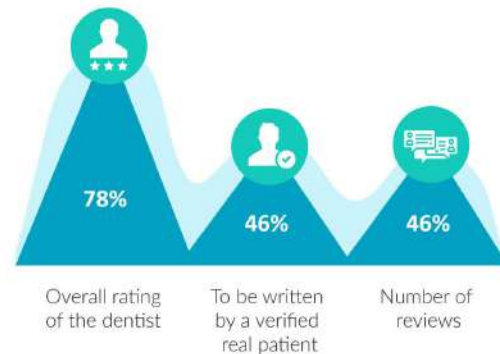 78%
46%
46%
Overall rating
of the dentist
To be written
by a verified
real patient
Number of
reviews